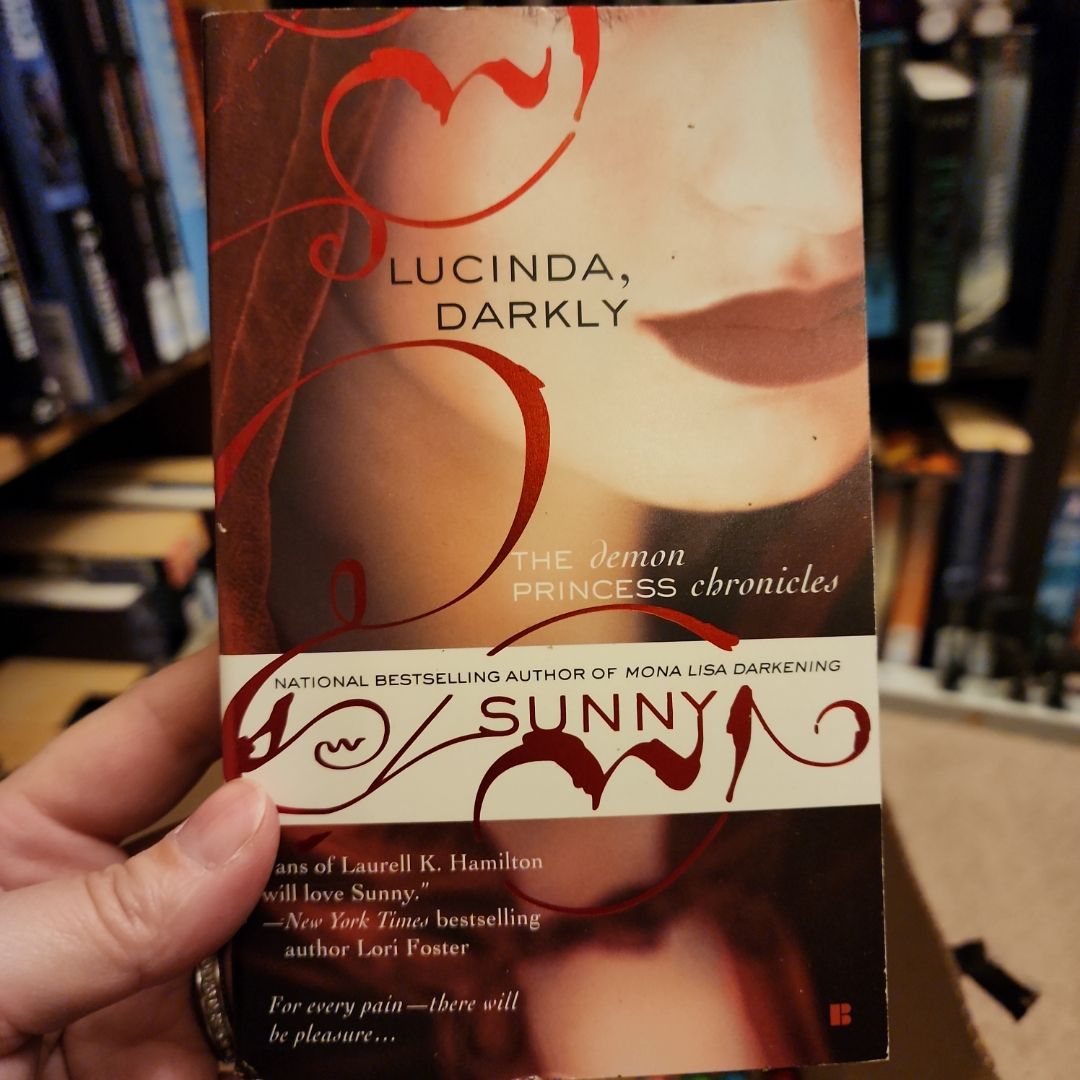 LUCINDA,
DARKLY
THE demon
PRINCESS chronicles
NATIONAL BESTSELLING AUTHOR OF MONA LISA DARKENING
SUNNY
ans of Laurell K. Hamilton
will love Sunny."
—New York Times bestselling
author Lori Foster
For every pain—there will
be pleasure...
B